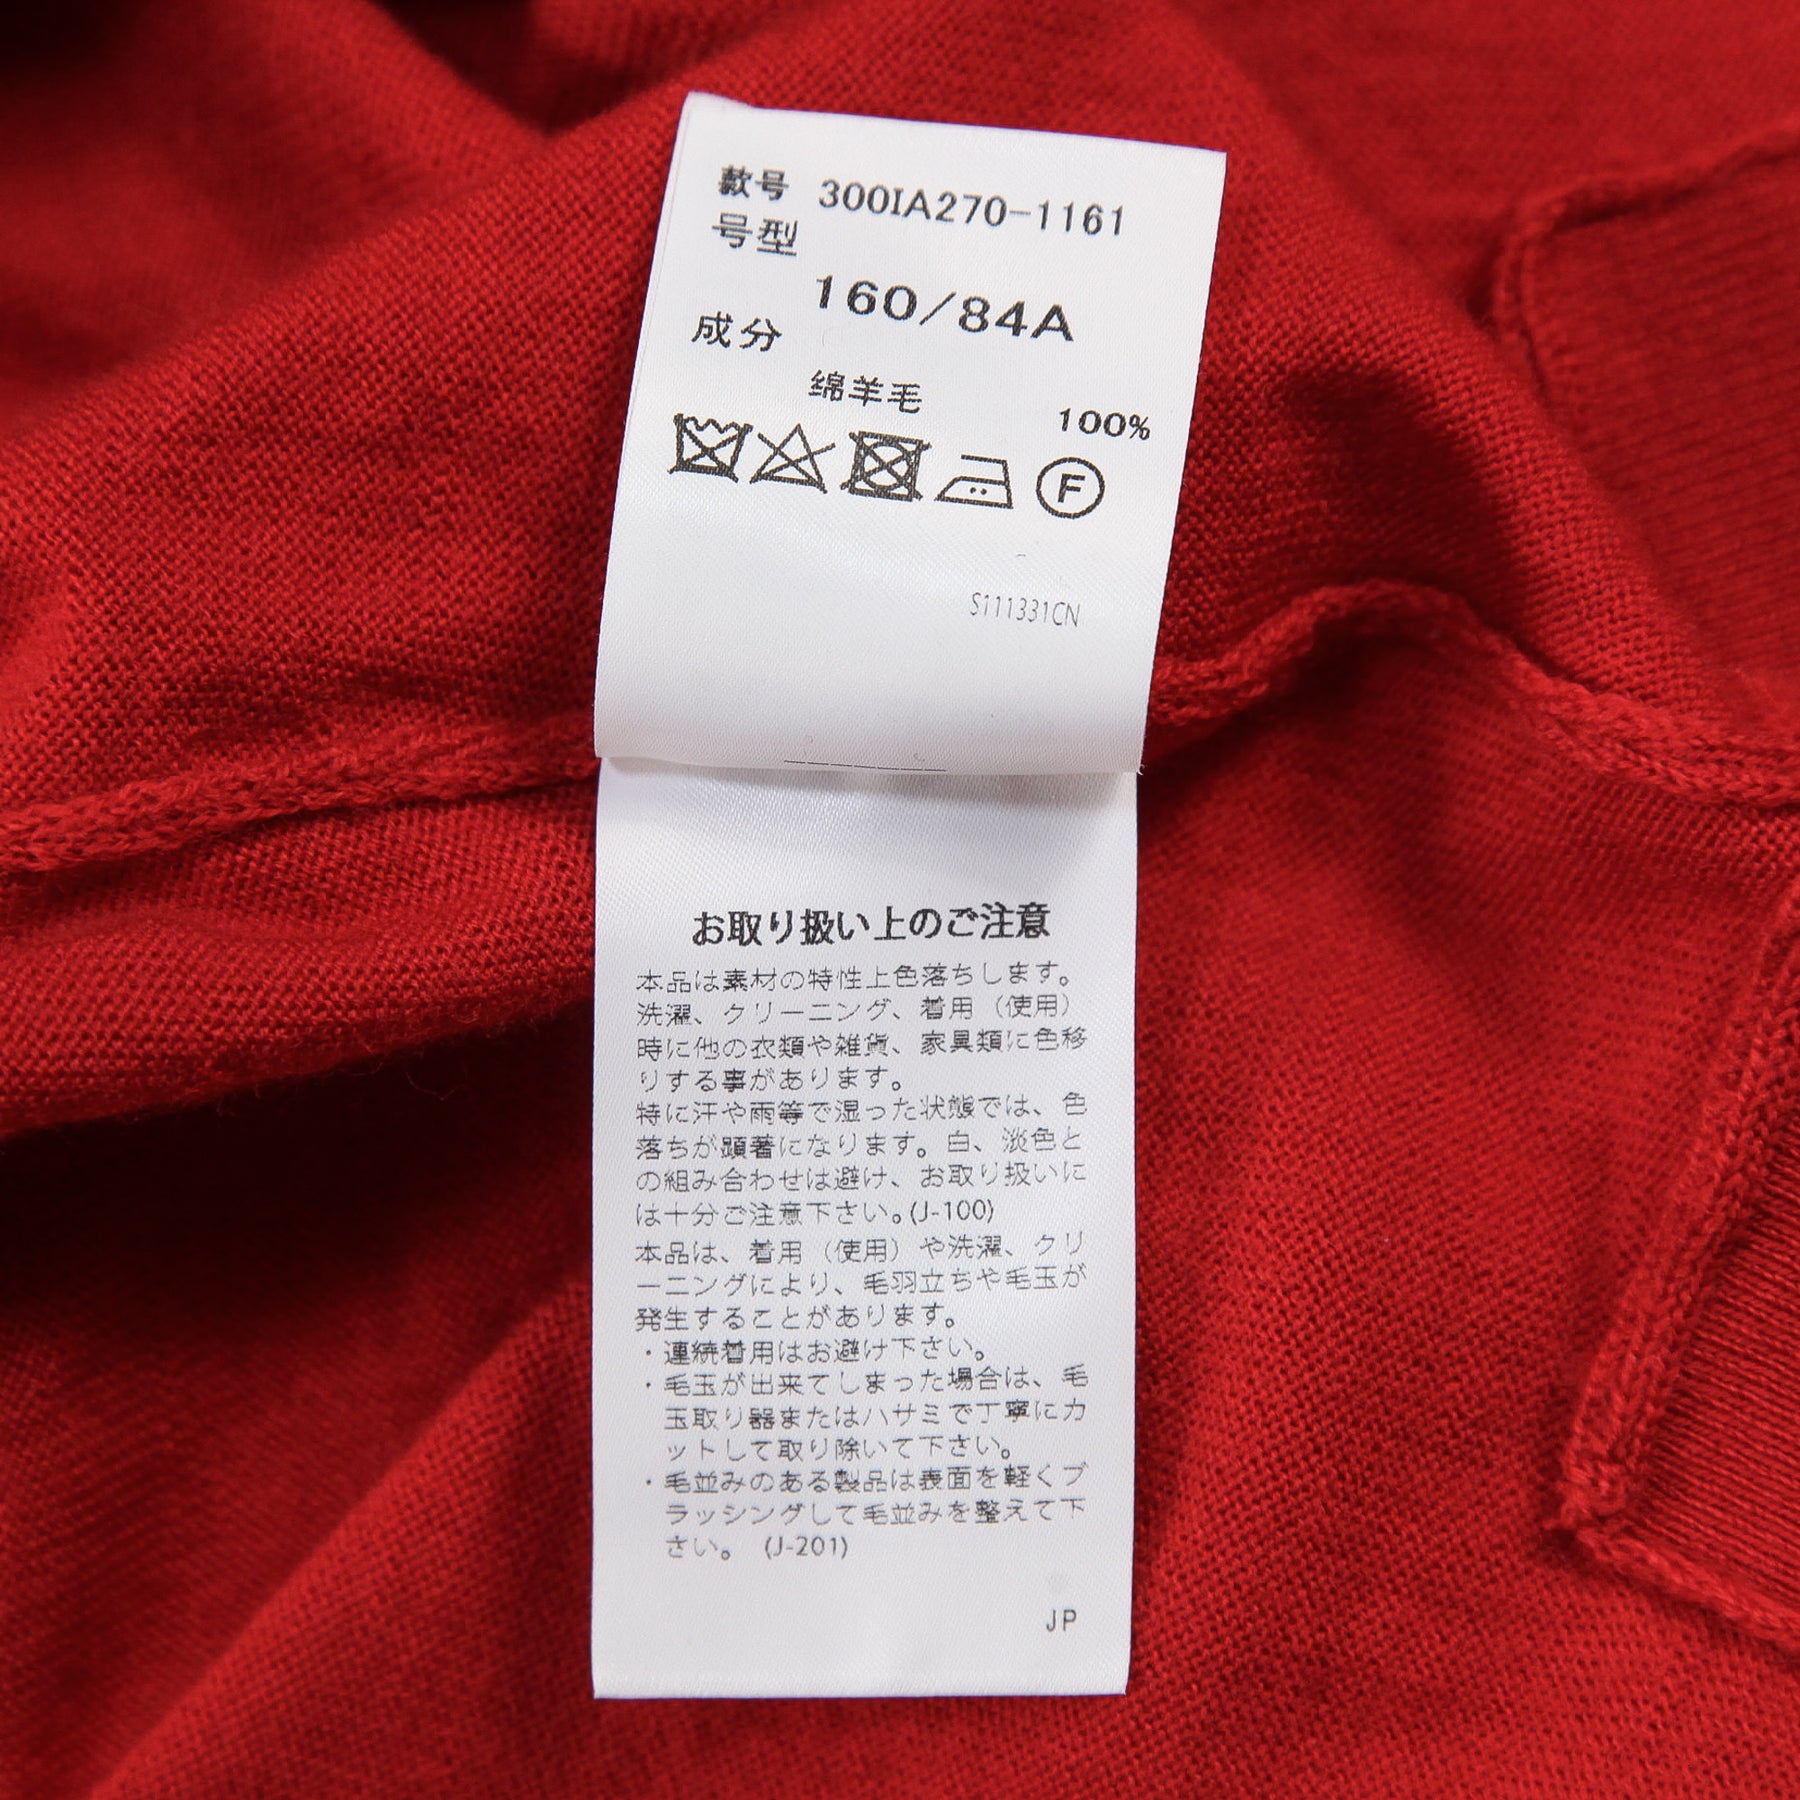 款号 300IA270-1161
号型
160/84A
成分
绵羊毛 100%
F
S111331CN
お取り扱い上のご注意
本品は素材の特性上色落ちします。
洗濯、クリーニング、着用（使用）
時に他の衣類や雑貨、家具類に色移
りする事があります。
特に汗や雨等で湿った状態では、色
落ちが顕著になります。白、淡色と
の組み合わせは避け、お取り扱いに
は十分ご注意下さい。(J-100)
本品は、着用（使用）や洗濯、クリ
ーニングにより、毛羽立ちや毛玉が
発生することがあります。
・連続着用はお避け下さい。
・毛玉が出来てしまった場合は、毛
玉取り器またはハサミで丁寧にカ
ットして取り除いて下さい。
・毛並みのある製品は表面を軽くブ
ラッシングして毛並みを整えて下
さい。 (J-201)
JP